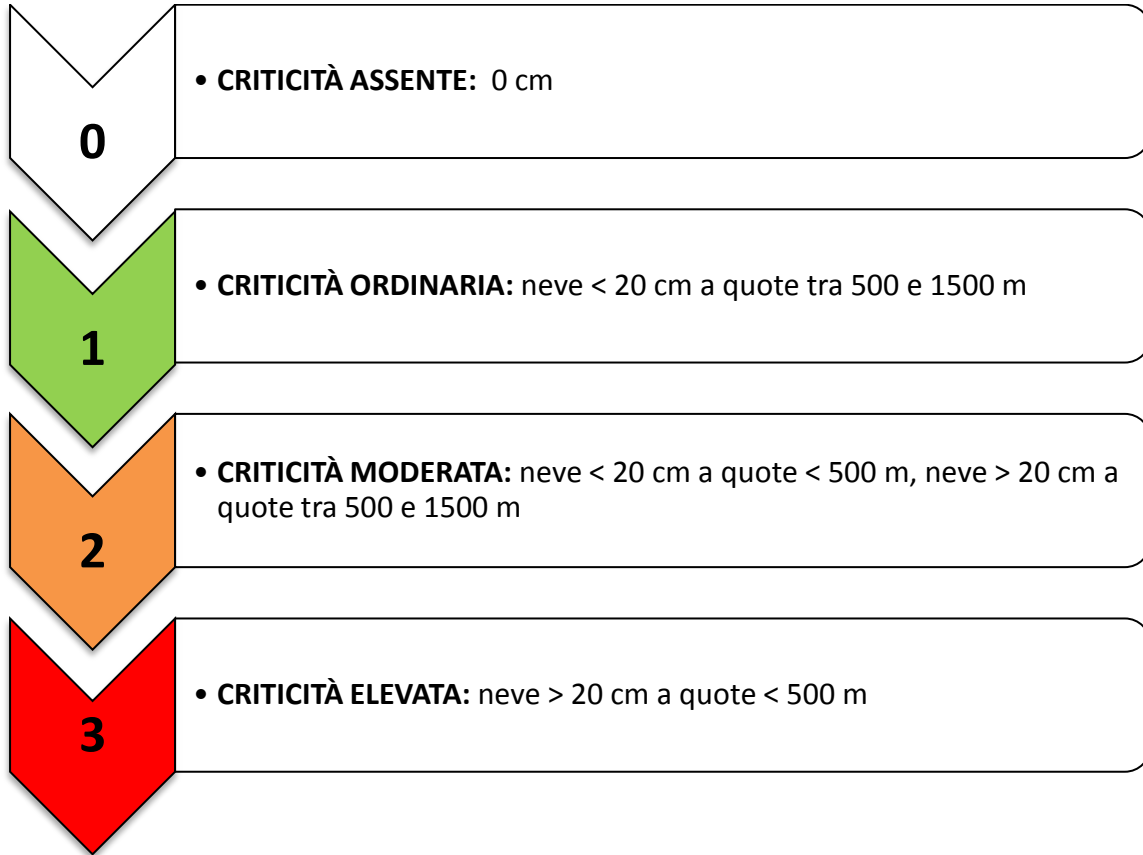 0
• CRITICITÀ ASSENTE: 0 cm
1
• CRITICITÀ ORDINARIA: neve < 20 cm a quote tra 500 e 1500 m
2
• CRITICITÀ MODERATA: neve < 20 cm a quote < 500 m, neve > 20 cm a
quote tra 500 e 1500 m
3
• CRITICITÀ ELEVATA: neve > 20 cm a quote < 500 m